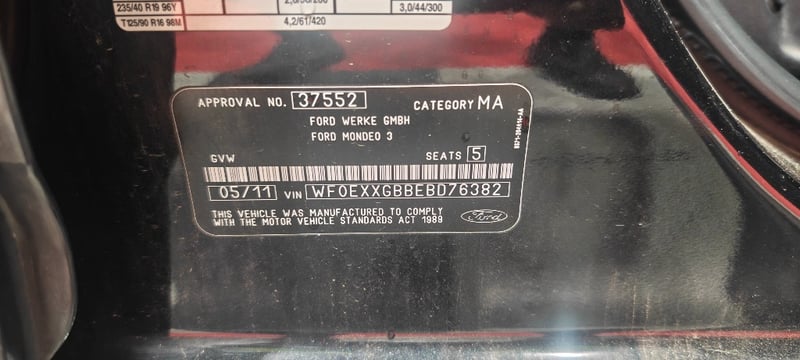 235/40 R19 96Y
3,0/44/300
T125/90 R16 98M
4,2/61/420
APPROVAL NO. 37552
CATEGORY MA
FORD WERKE GMBH
FORD MONDEO 3
GVW
SEATS 5
05/11 VIN WF0EXXGBBEBD76382
THIS VEHICLE WAS MANUFACTURED TO COMPLY
WITH THE MOTOR VEHICLE STANDARDS ACT 1989
Ford